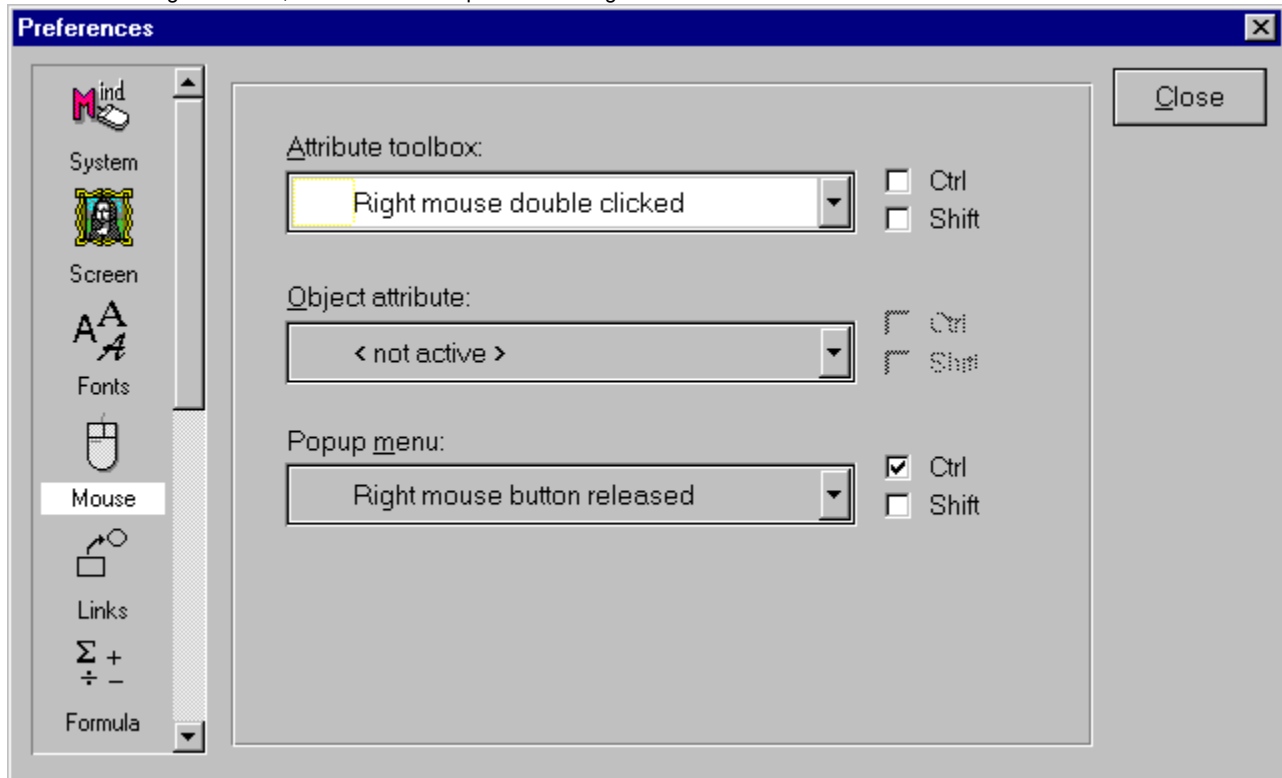 Preferences
Mind
System
Screen
AAA
Fonts
Mouse
Links
Σ +
÷ −
Formula
Attribute toolbox:
Right mouse double clicked
Ctrl
Shift
Object attribute:
< not active >
Ctrl
Shift
Popup menu:
Right mouse button released
Ctrl
Shift
Close